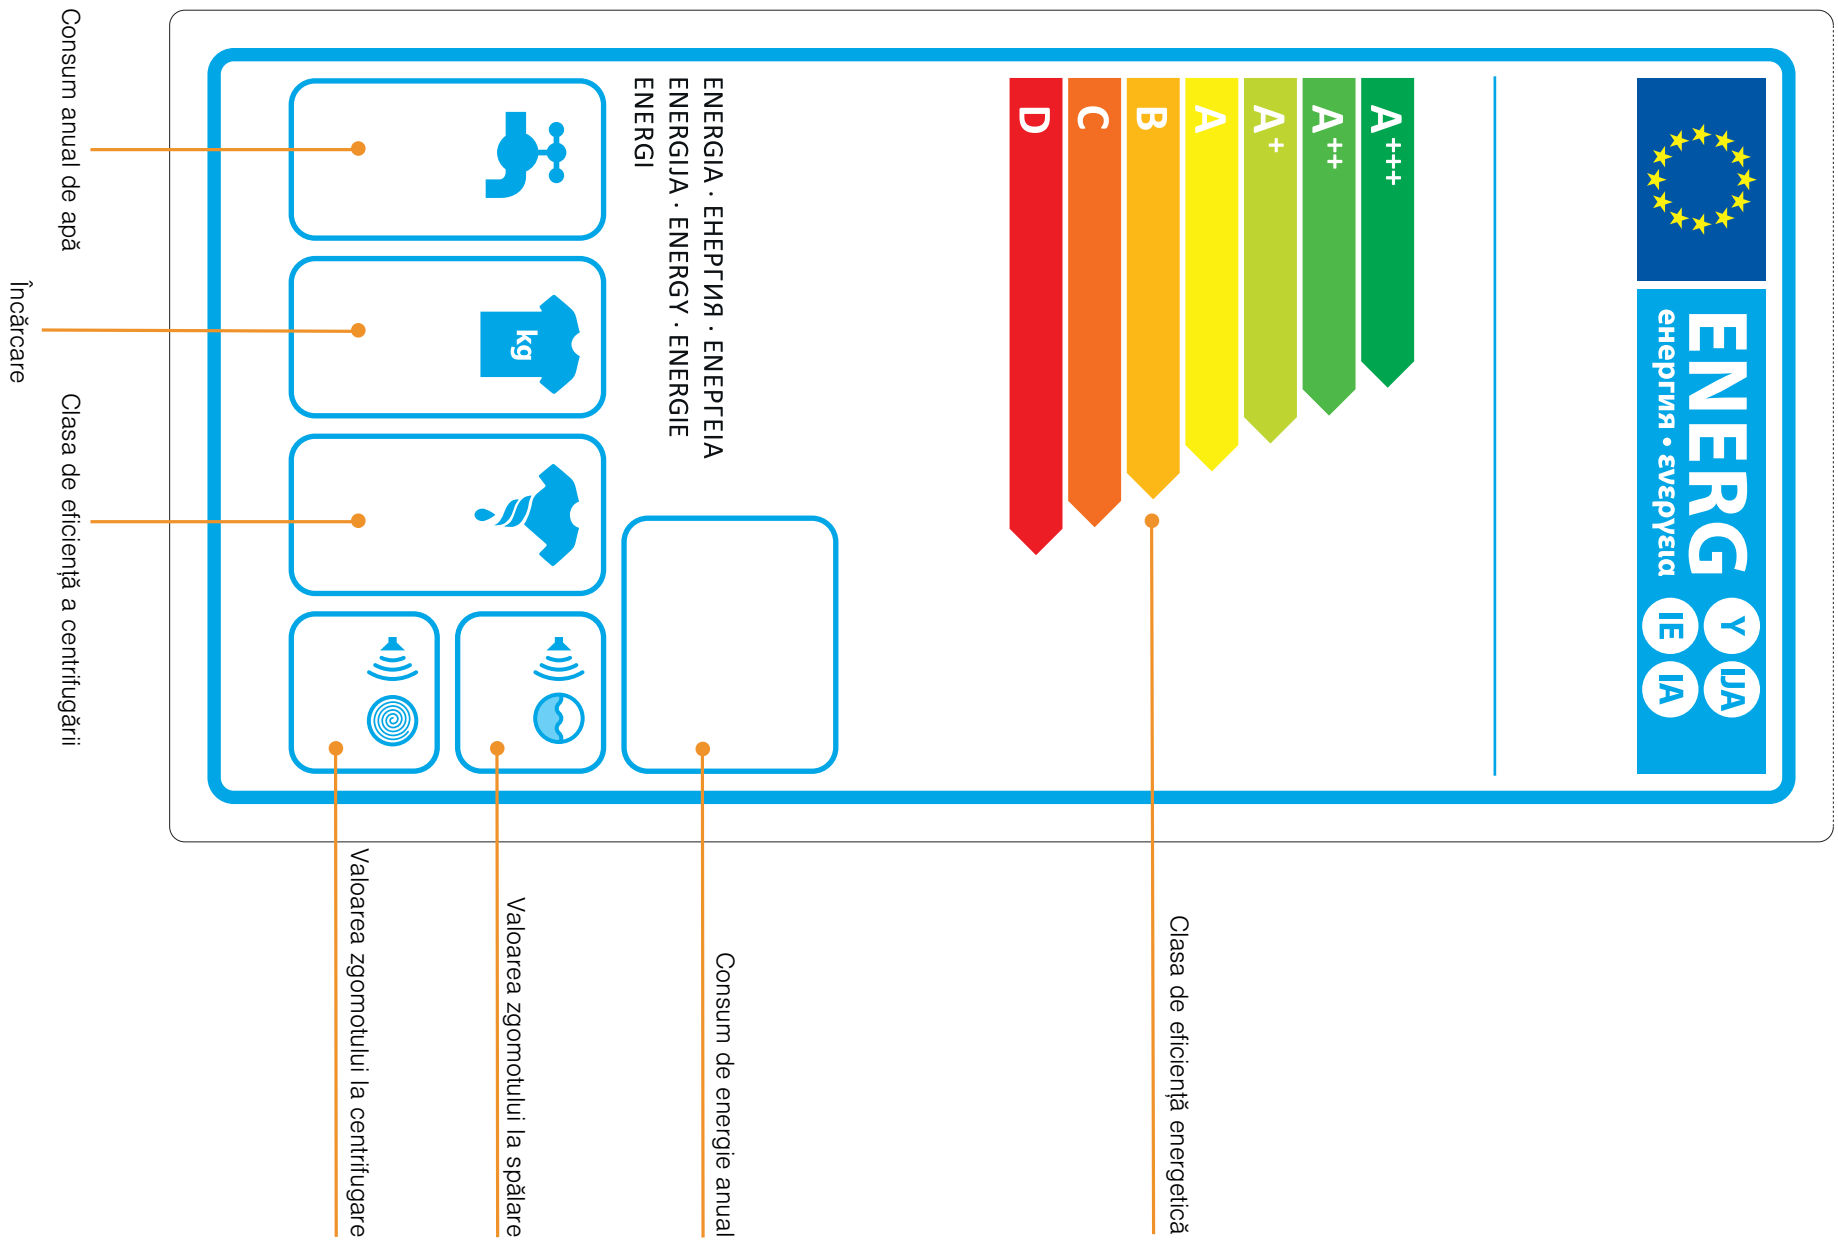 ENERG
Y
IJA
енергия · ενεργεια
IE
IA
A+++
A++
A+
A
B
C
D
Clasa de eficiență energetică
ENERGIA · ЕНЕРГИЯ · ΕΝΕΡΓΕΙΑ
ENERGIJA · ENERGY · ENERGIE
ENERGI
Consum de energie anual
kg
Valoarea zgomotului la spălare
Valoarea zgomotului la centrifugare
Consum anual de apă
Încărcare
Clasa de eficiență a centrifugării